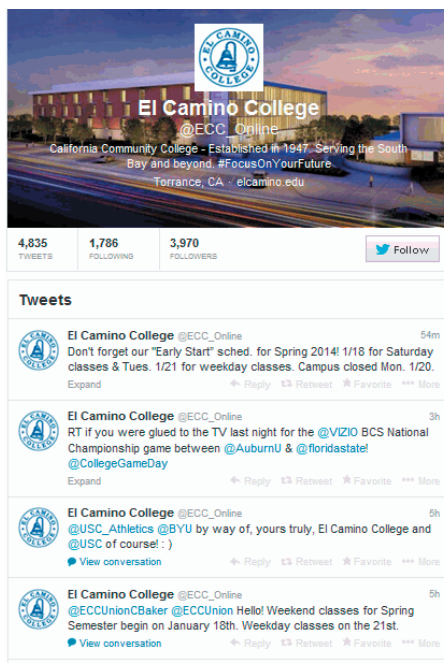 EL CAMINO
COLLEGE
El Camino College
@ECC_Online
California Community College - Established in 1947. Serving the South
Bay and beyond. #FocusOnYourFuture
Torrance, CA · elcamino.edu
4,835 1,786 3,970
TWEETS FOLLOWING FOLLOWERS
Follow
Tweets
El Camino College @ECC_Online 54m
Don't forget our "Early Start" sched. for Spring 2014! 1/18 for Saturday
classes & Tues. 1/21 for weekday classes. Campus closed Mon. 1/20.
Expand Reply Retweet Favorite More
El Camino College @ECC_Online 3h
RT if you were glued to the TV last night for the @VIZIO BCS National
Championship game between @AuburnU & @floridastate!
@CollegeGameDay
Expand Reply Retweet Favorite More
El Camino College @ECC_Online 5h
@USC_Athletics @BYU by way of, yours truly, El Camino College and
@USC of course! : )
View conversation Reply Retweet Favorite More
El Camino College @ECC_Online 5h
@ECCUnionCBaker @ECCUnion Hello! Weekend classes for Spring
Semester begin on January 18th. Weekday classes on the 21st.
View conversation Reply Retweet Favorite More